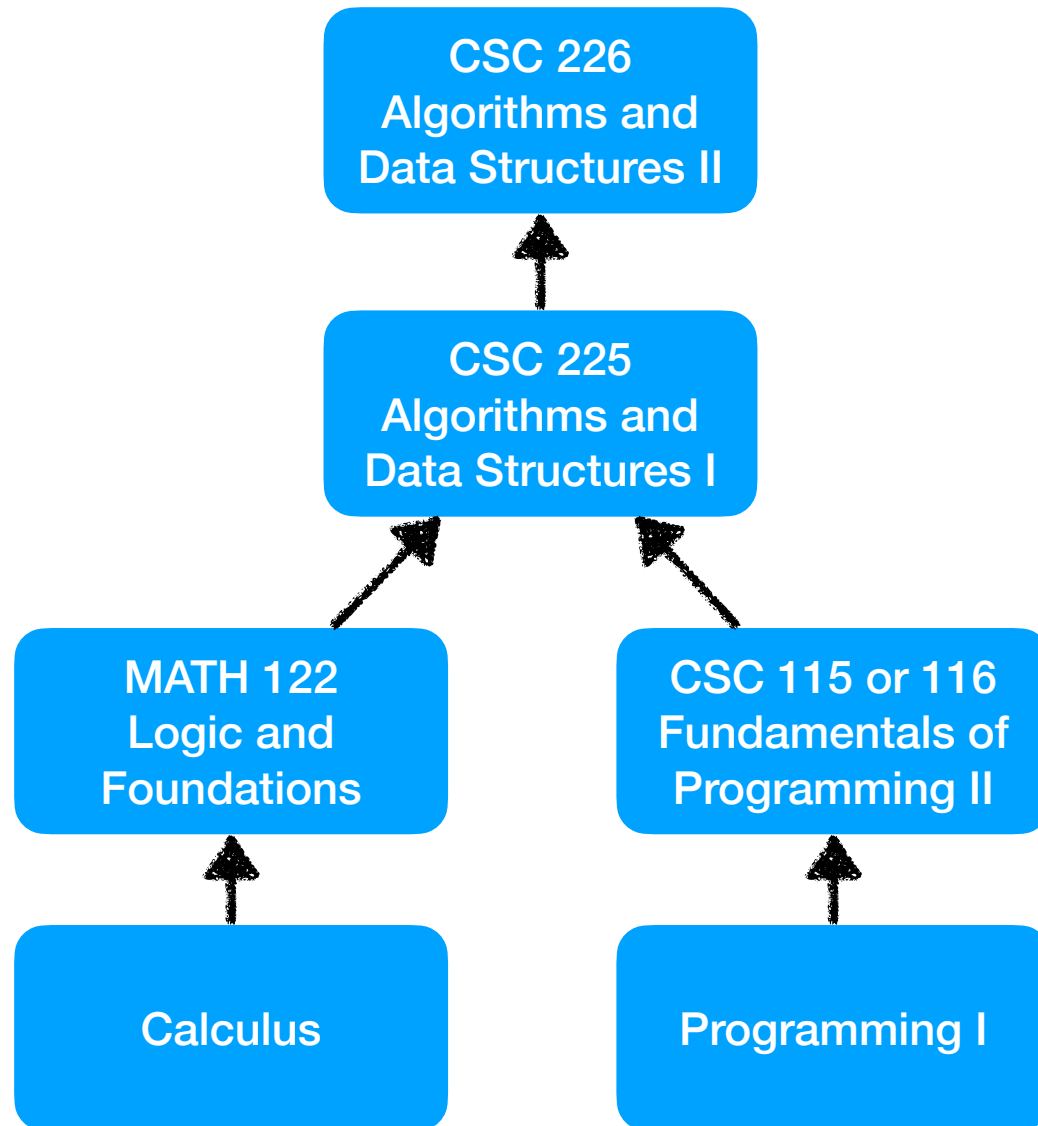 CSC 226
Algorithms and
Data Structures II
CSC 225
Algorithms and
Data Structures I
MATH 122
Logic and
Foundations
CSC 115 or 116
Fundamentals of
Programming II
Calculus
Programming I